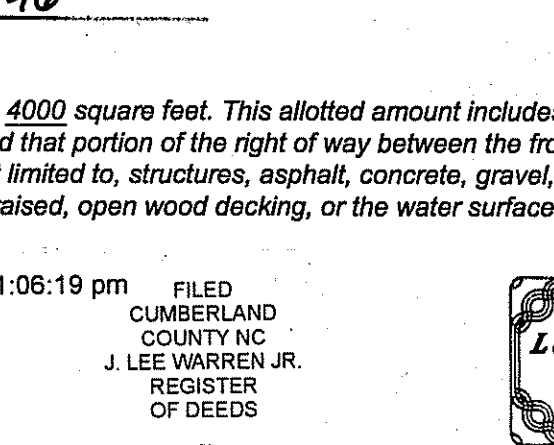 4000 square feet. This allotted amount includes
d that portion of the right of way between the fro
t limited to, structures, asphalt, concrete, gravel,
raised, open wood decking, or the water surface
1:06:19 pm
FILED
CUMBERLAND
COUNTY NC
J. LEE WARREN JR.
REGISTER
OF DEEDS